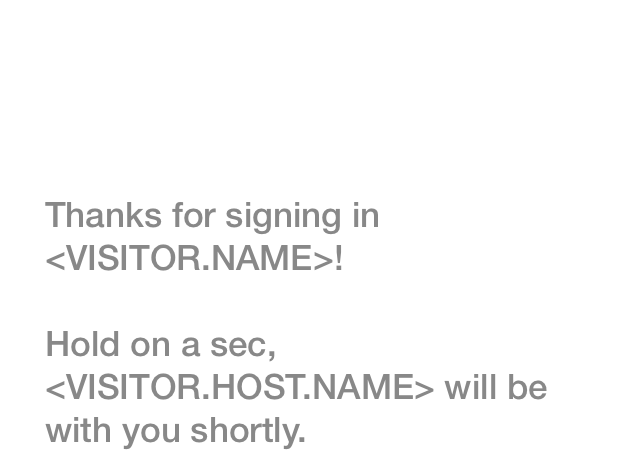 Thanks for signing in
<VISITOR.NAME>!
Hold on a sec,
<VISITOR.HOST.NAME> will be
with you shortly.